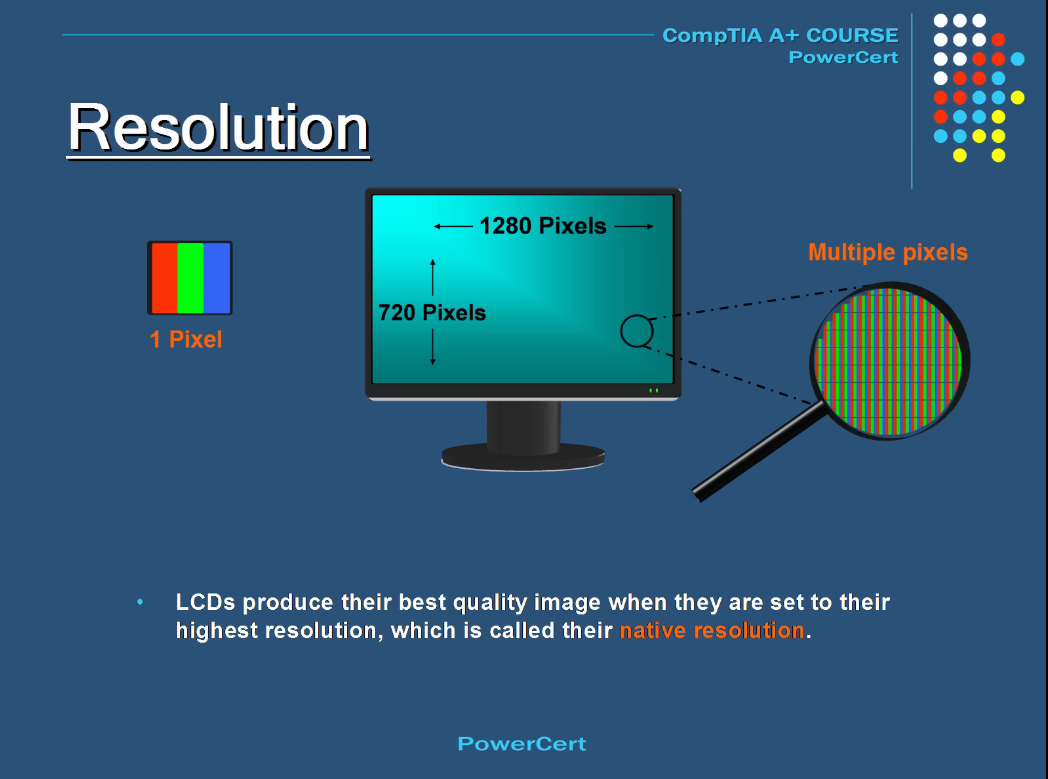 CompTIA A+ COURSE
PowerCert
Resolution
1280 Pixels
Multiple pixels
720 Pixels
1 Pixel
• LCDs produce their best quality image when they are set to their
highest resolution, which is called their native resolution.
PowerCert